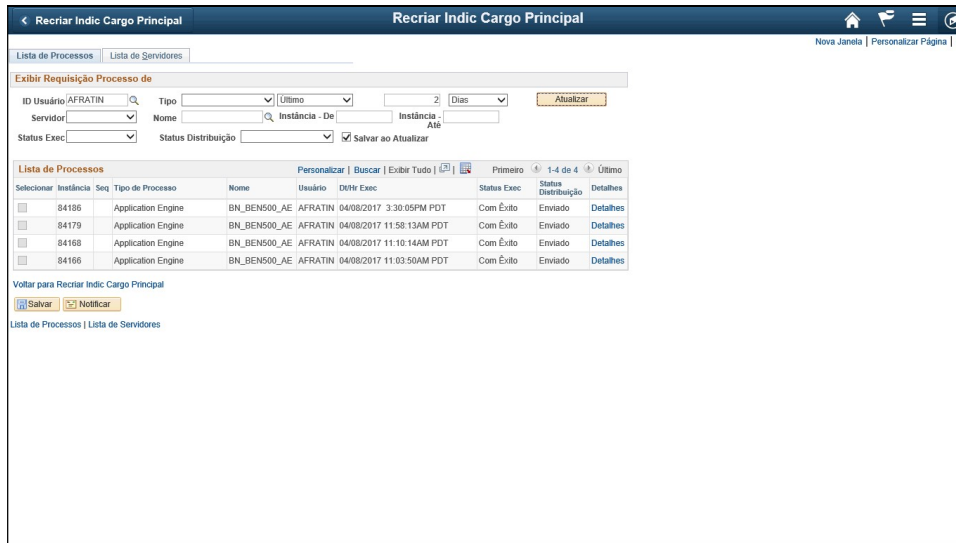 Recriar Indic Cargo Principal
Recriar Indic Cargo Principal
Nova Janela | Personalizar Página |
Lista de Processos Lista de Servidores
Exibir Requisição Processo de
ID Usuário AFRATIN Tipo Último 2 Dias Atualizar
Servidor Nome Instância - De Instância - Até
Status Exec Status Distribuição Salvar ao Atualizar
Lista de Processos Personalizar | Buscar | Exibir Tudo | Primeiro 1-4 de 4 Último
Selecionar Instância Seq Tipo de Processo Nome Usuário Dt/Hr Exec Status Exec Status Distribuição Detalhes
84186 Application Engine BN_BEN500_AE AFRATIN 04/08/2017 3:30:05PM PDT Com Êxito Enviado Detalhes
84179 Application Engine BN_BEN500_AE AFRATIN 04/08/2017 11:58:13AM PDT Com Êxito Enviado Detalhes
84168 Application Engine BN_BEN500_AE AFRATIN 04/08/2017 11:10:14AM PDT Com Êxito Enviado Detalhes
84166 Application Engine BN_BEN500_AE AFRATIN 04/08/2017 11:03:50AM PDT Com Êxito Enviado Detalhes
Voltar para Recriar Indic Cargo Principal
Salvar Notificar
Lista de Processos | Lista de Servidores